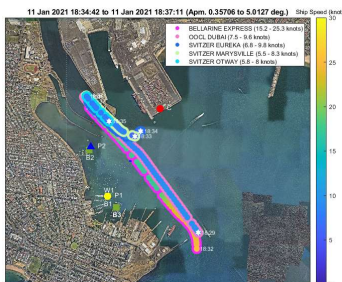 11 Jan 2021 18:34:42 to 11 Jan 2021 18:37:11 (Apm. 0.35706 to 5.0127 deg.)
Ship Speed (knot
BELLARINE EXPRESS (15.2 - 25.3 knots)
OOCL DUBAI (7.5 - 9.6 knots)
SVITZER EUREKA (6.8 - 9.8 knots)
SVITZER MARYSVILLE (5.5 - 8.3 knots)
SVITZER OTWAY (5.8 - 8 knots)
30
25
20
15
10
5
C
18:35
18:34
18:35
P2
B2
W1
P1
B1
B3
18:29
18:32